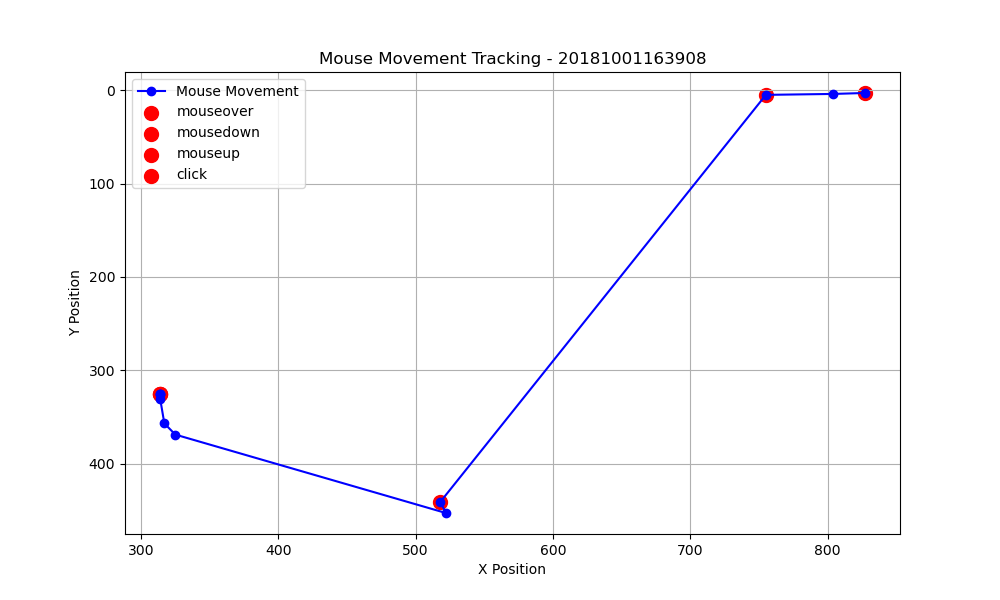 Mouse Movement Tracking - 20181001163908
Mouse Movement
mouseover
mousedown
mouseup
click
0
100
200
300
400
Y Position
300
400
500
600
700
800
X Position